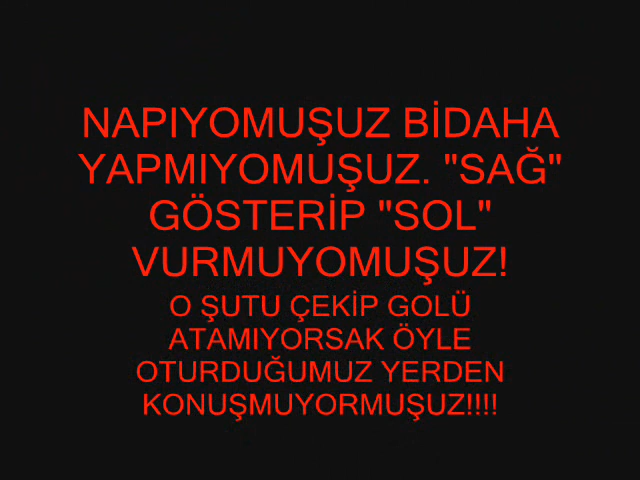 NAPIYOMUŞUZ BİDAHA
YAPMIYOMUŞUZ. "SAĞ"
GÖSTERİP "SOL"
VURMUYOMUŞUZ!
O ŞUTU ÇEKİP GOLÜ
ATAMIYORSAK ÖYLE
OTURDUĞUMUZ YERDEN
KONUŞMUYORMUŞUZ!!!!